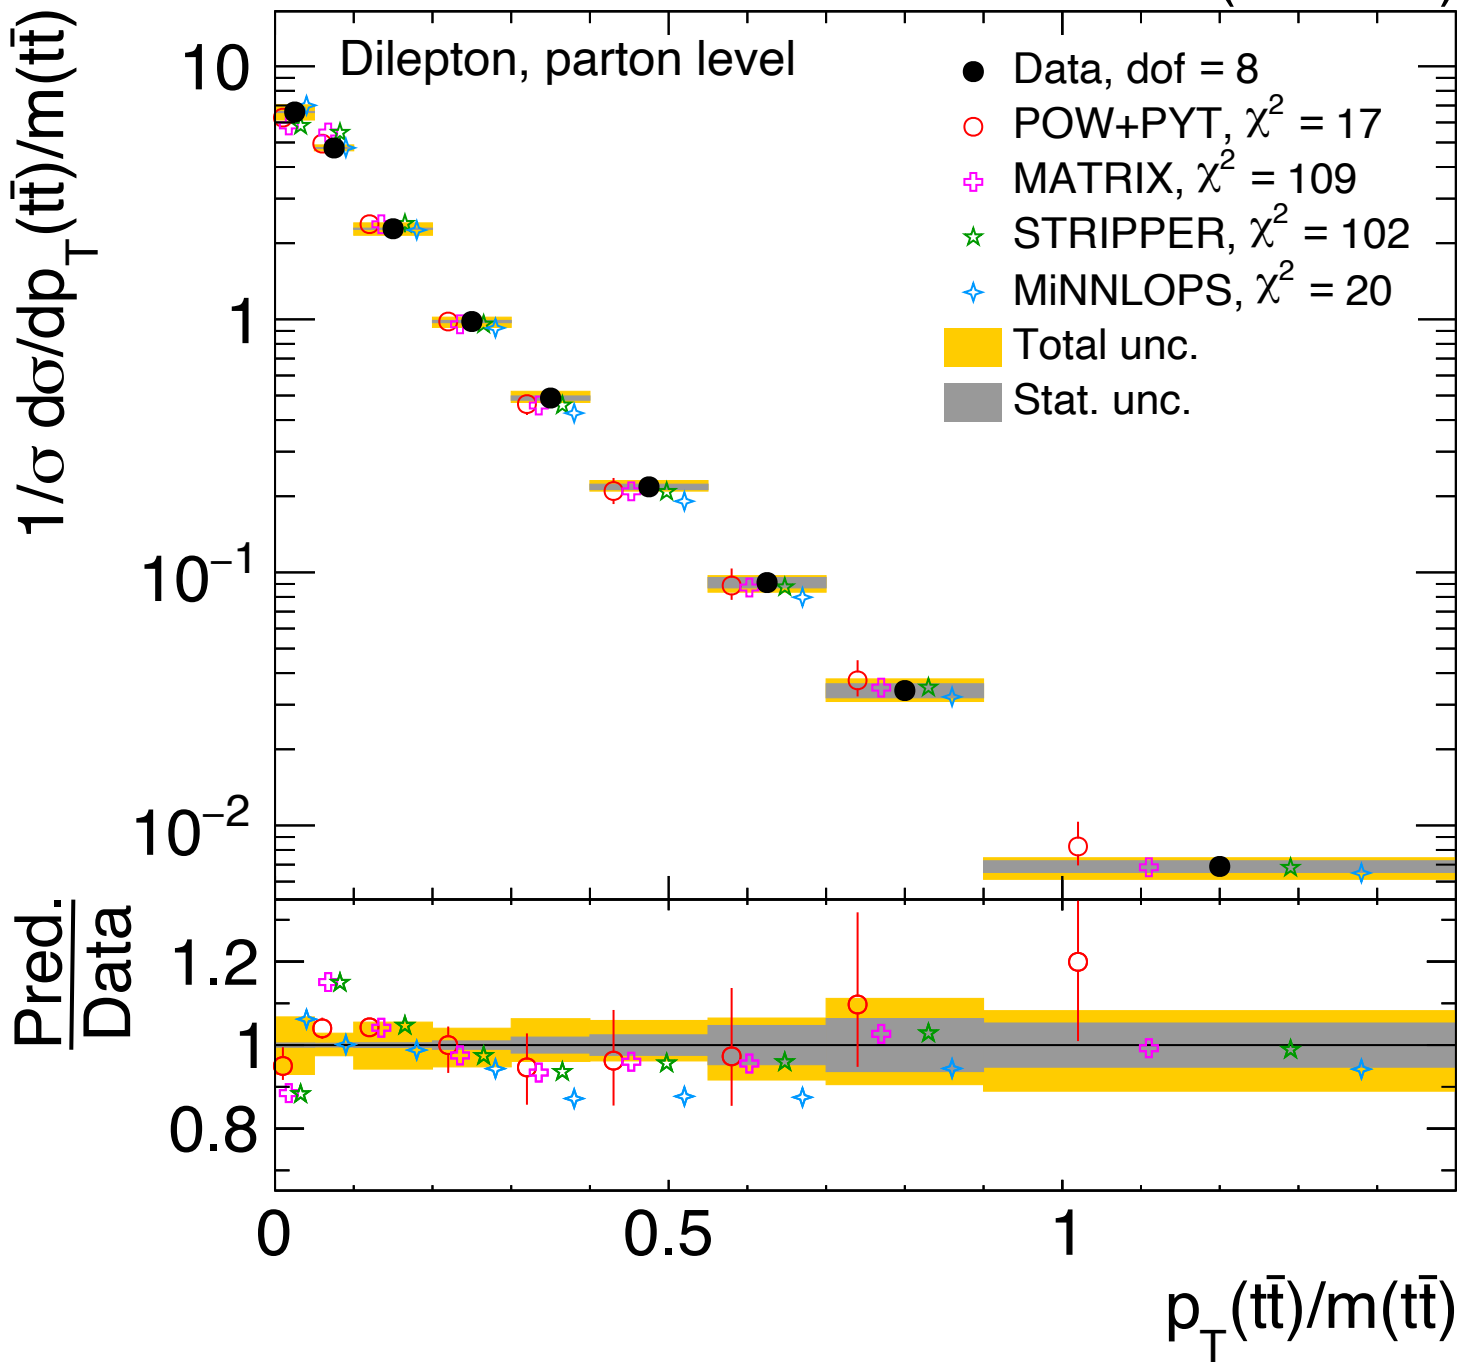 Dilepton, parton level
Data, dof = 8
POW+PYT, χ² = 17
MATRIX, χ² = 109
STRIPPER, χ² = 102
MiNNLOPS, χ² = 20
Total unc.
Stat. unc.
1/σ dσ/dp_T(tt̄)/m(tt̄)
10
1
10⁻¹
10⁻²
Pred.
Data
1.2
1
0.8
0
0.5
1
p_T(tt̄)/m(tt̄)